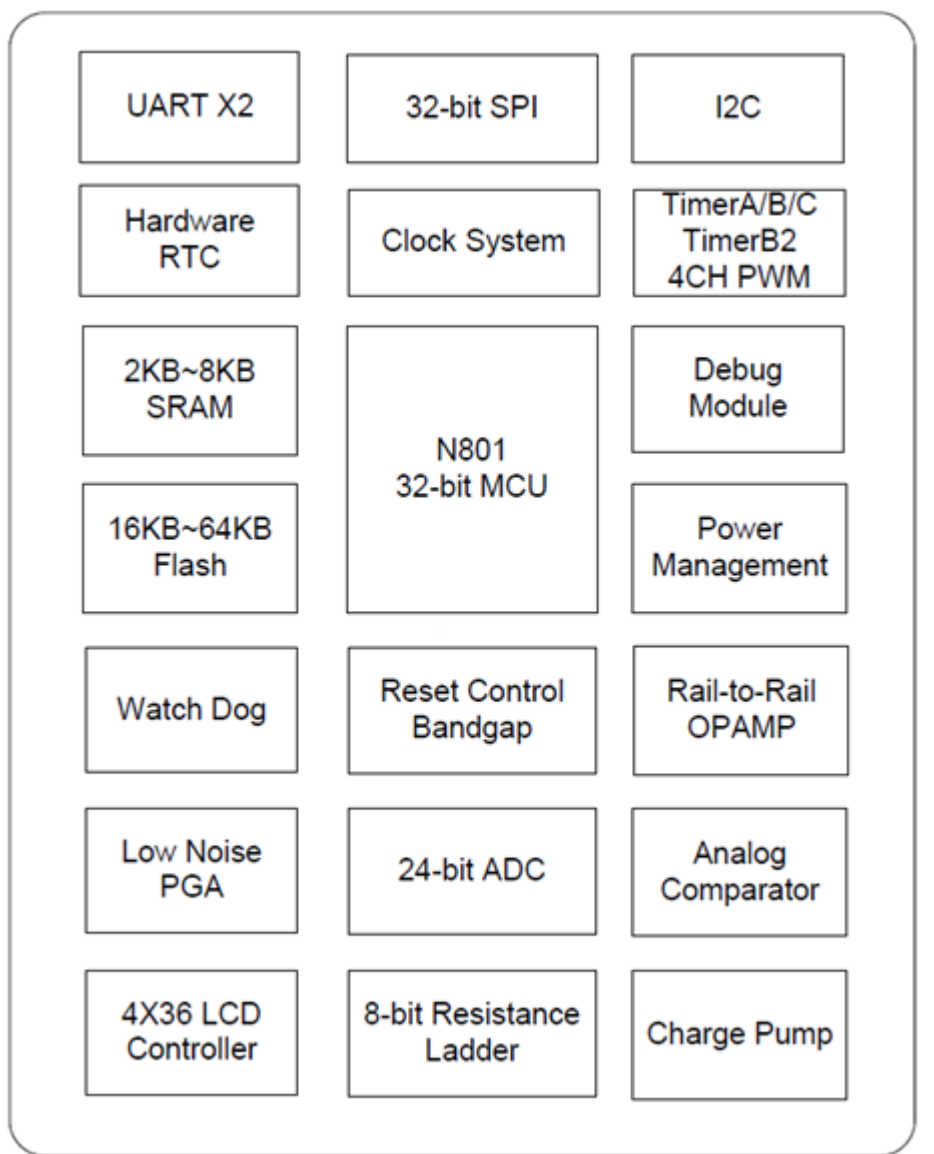 UART X2
32-bit SPI
I2C
Hardware
RTC
Clock System
TimerA/B/C
TimerB2
4CH PWM
2KB~8KB
SRAM
N801
32-bit MCU
Debug
Module
16KB~64KB
Flash
Power
Management
Watch Dog
Reset Control
Bandgap
Rail-to-Rail
OPAMP
Low Noise
PGA
24-bit ADC
Analog
Comparator
4X36 LCD
Controller
8-bit Resistance
Ladder
Charge Pump